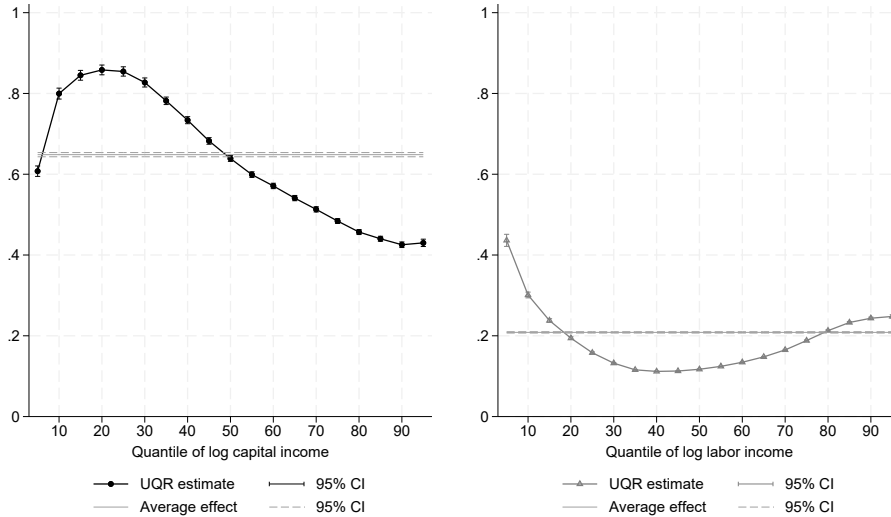 1
.8
.6
.4
.2
0
10 20 30 40 50 60 70 80 90
Quantile of log capital income
UQR estimate 95% CI
Average effect 95% CI
1
.8
.6
.4
.2
0
10 20 30 40 50 60 70 80 90
Quantile of log labor income
UQR estimate 95% CI
Average effect 95% CI